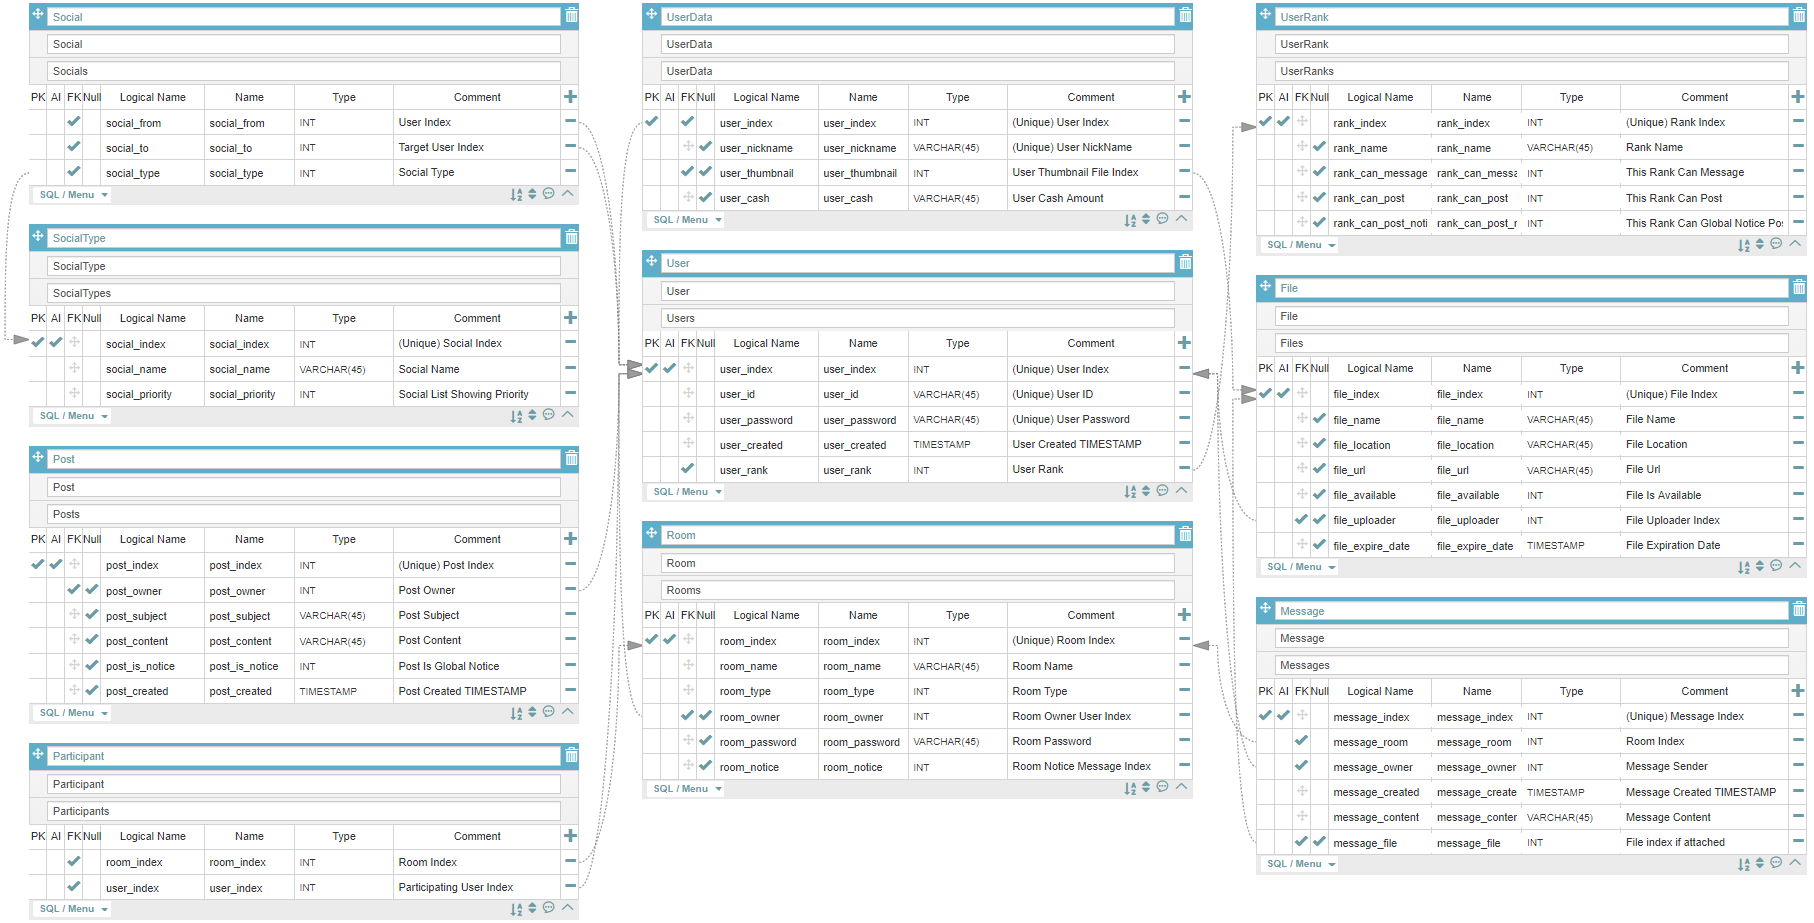 Social
Social
Socials
PK AI FK Null Logical Name Name Type Comment
social_from social_from INT User Index
social_to social_to INT Target User Index
social_type social_type INT Social Type
SQL / Menu
SocialType
SocialType
SocialTypes
PK AI FK Null Logical Name Name Type Comment
social_index social_index INT (Unique) Social Index
social_name social_name VARCHAR(45) Social Name
social_priority social_priority INT Social List Showing Priority
SQL / Menu
Post
Post
Posts
PK AI FK Null Logical Name Name Type Comment
post_index post_index INT (Unique) Post Index
post_owner post_owner INT Post Owner
post_subject post_subject VARCHAR(45) Post Subject
post_content post_content VARCHAR(45) Post Content
post_is_notice post_is_notice INT Post Is Global Notice
post_created post_created TIMESTAMP Post Created TIMESTAMP
SQL / Menu
Participant
Participant
Participants
PK AI FK Null Logical Name Name Type Comment
room_index room_index INT Room Index
user_index user_index INT Participating User Index
SQL / Menu
UserData
UserData
UserData
PK AI FK Null Logical Name Name Type Comment
user_index user_index INT (Unique) User Index
user_nickname user_nickname VARCHAR(45) (Unique) User NickName
user_thumbnail user_thumbnail INT User Thumbnail File Index
user_cash user_cash VARCHAR(45) User Cash Amount
SQL / Menu
User
User
Users
PK AI FK Null Logical Name Name Type Comment
user_index user_index INT (Unique) User Index
user_id user_id VARCHAR(45) (Unique) User ID
user_password user_password VARCHAR(45) (Unique) User Password
user_created user_created TIMESTAMP User Created TIMESTAMP
user_rank user_rank INT User Rank
SQL / Menu
Room
Room
Rooms
PK AI FK Null Logical Name Name Type Comment
room_index room_index INT (Unique) Room Index
room_name room_name VARCHAR(45) Room Name
room_type room_type INT Room Type
room_owner room_owner INT Room Owner User Index
room_password room_password VARCHAR(45) Room Password
room_notice room_notice INT Room Notice Message Index
SQL / Menu
UserRank
UserRank
UserRanks
PK AI FK Null Logical Name Name Type Comment
rank_index rank_index INT (Unique) Rank Index
rank_name rank_name VARCHAR(45) Rank Name
rank_can_message rank_can_messa INT This Rank Can Message
rank_can_post rank_can_post INT This Rank Can Post
rank_can_post_noti rank_can_post_r INT This Rank Can Global Notice Pos
SQL / Menu
File
File
Files
PK AI FK Null Logical Name Name Type Comment
file_index file_index INT (Unique) File Index
file_name file_name VARCHAR(45) File Name
file_location file_location VARCHAR(45) File Location
file_url file_url VARCHAR(45) File Url
file_available file_available INT File Is Available
file_uploader file_uploader INT File Uploader Index
file_expire_date file_expire_date TIMESTAMP File Expiration Date
SQL / Menu
Message
Message
Messages
PK AI FK Null Logical Name Name Type Comment
message_index message_index INT (Unique) Message Index
message_room message_room INT Room Index
message_owner message_owner INT Message Sender
message_created message_create TIMESTAMP Message Created TIMESTAMP
message_content message_conter VARCHAR(45) Message Content
message_file message_file INT File index if attached
SQL / Menu